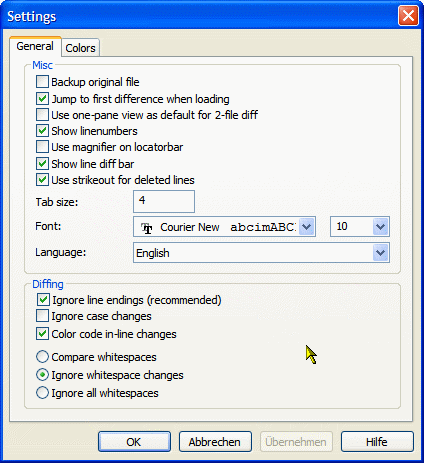 Settings
General Colors
Misc
Backup original file
Jump to first difference when loading
Use one-pane view as default for 2-file diff
Show linenumbers
Use magnifier on locatorbar
Show line diff bar
Use strikeout for deleted lines
Tab size: 4
Font: Courier New abcimABC 10
Language: English
Diffing
Ignore line endings (recommended)
Ignore case changes
Color code in-line changes
Compare whitespaces
Ignore whitespace changes
Ignore all whitespaces
OK Abbrechen Übernehmen Hilfe